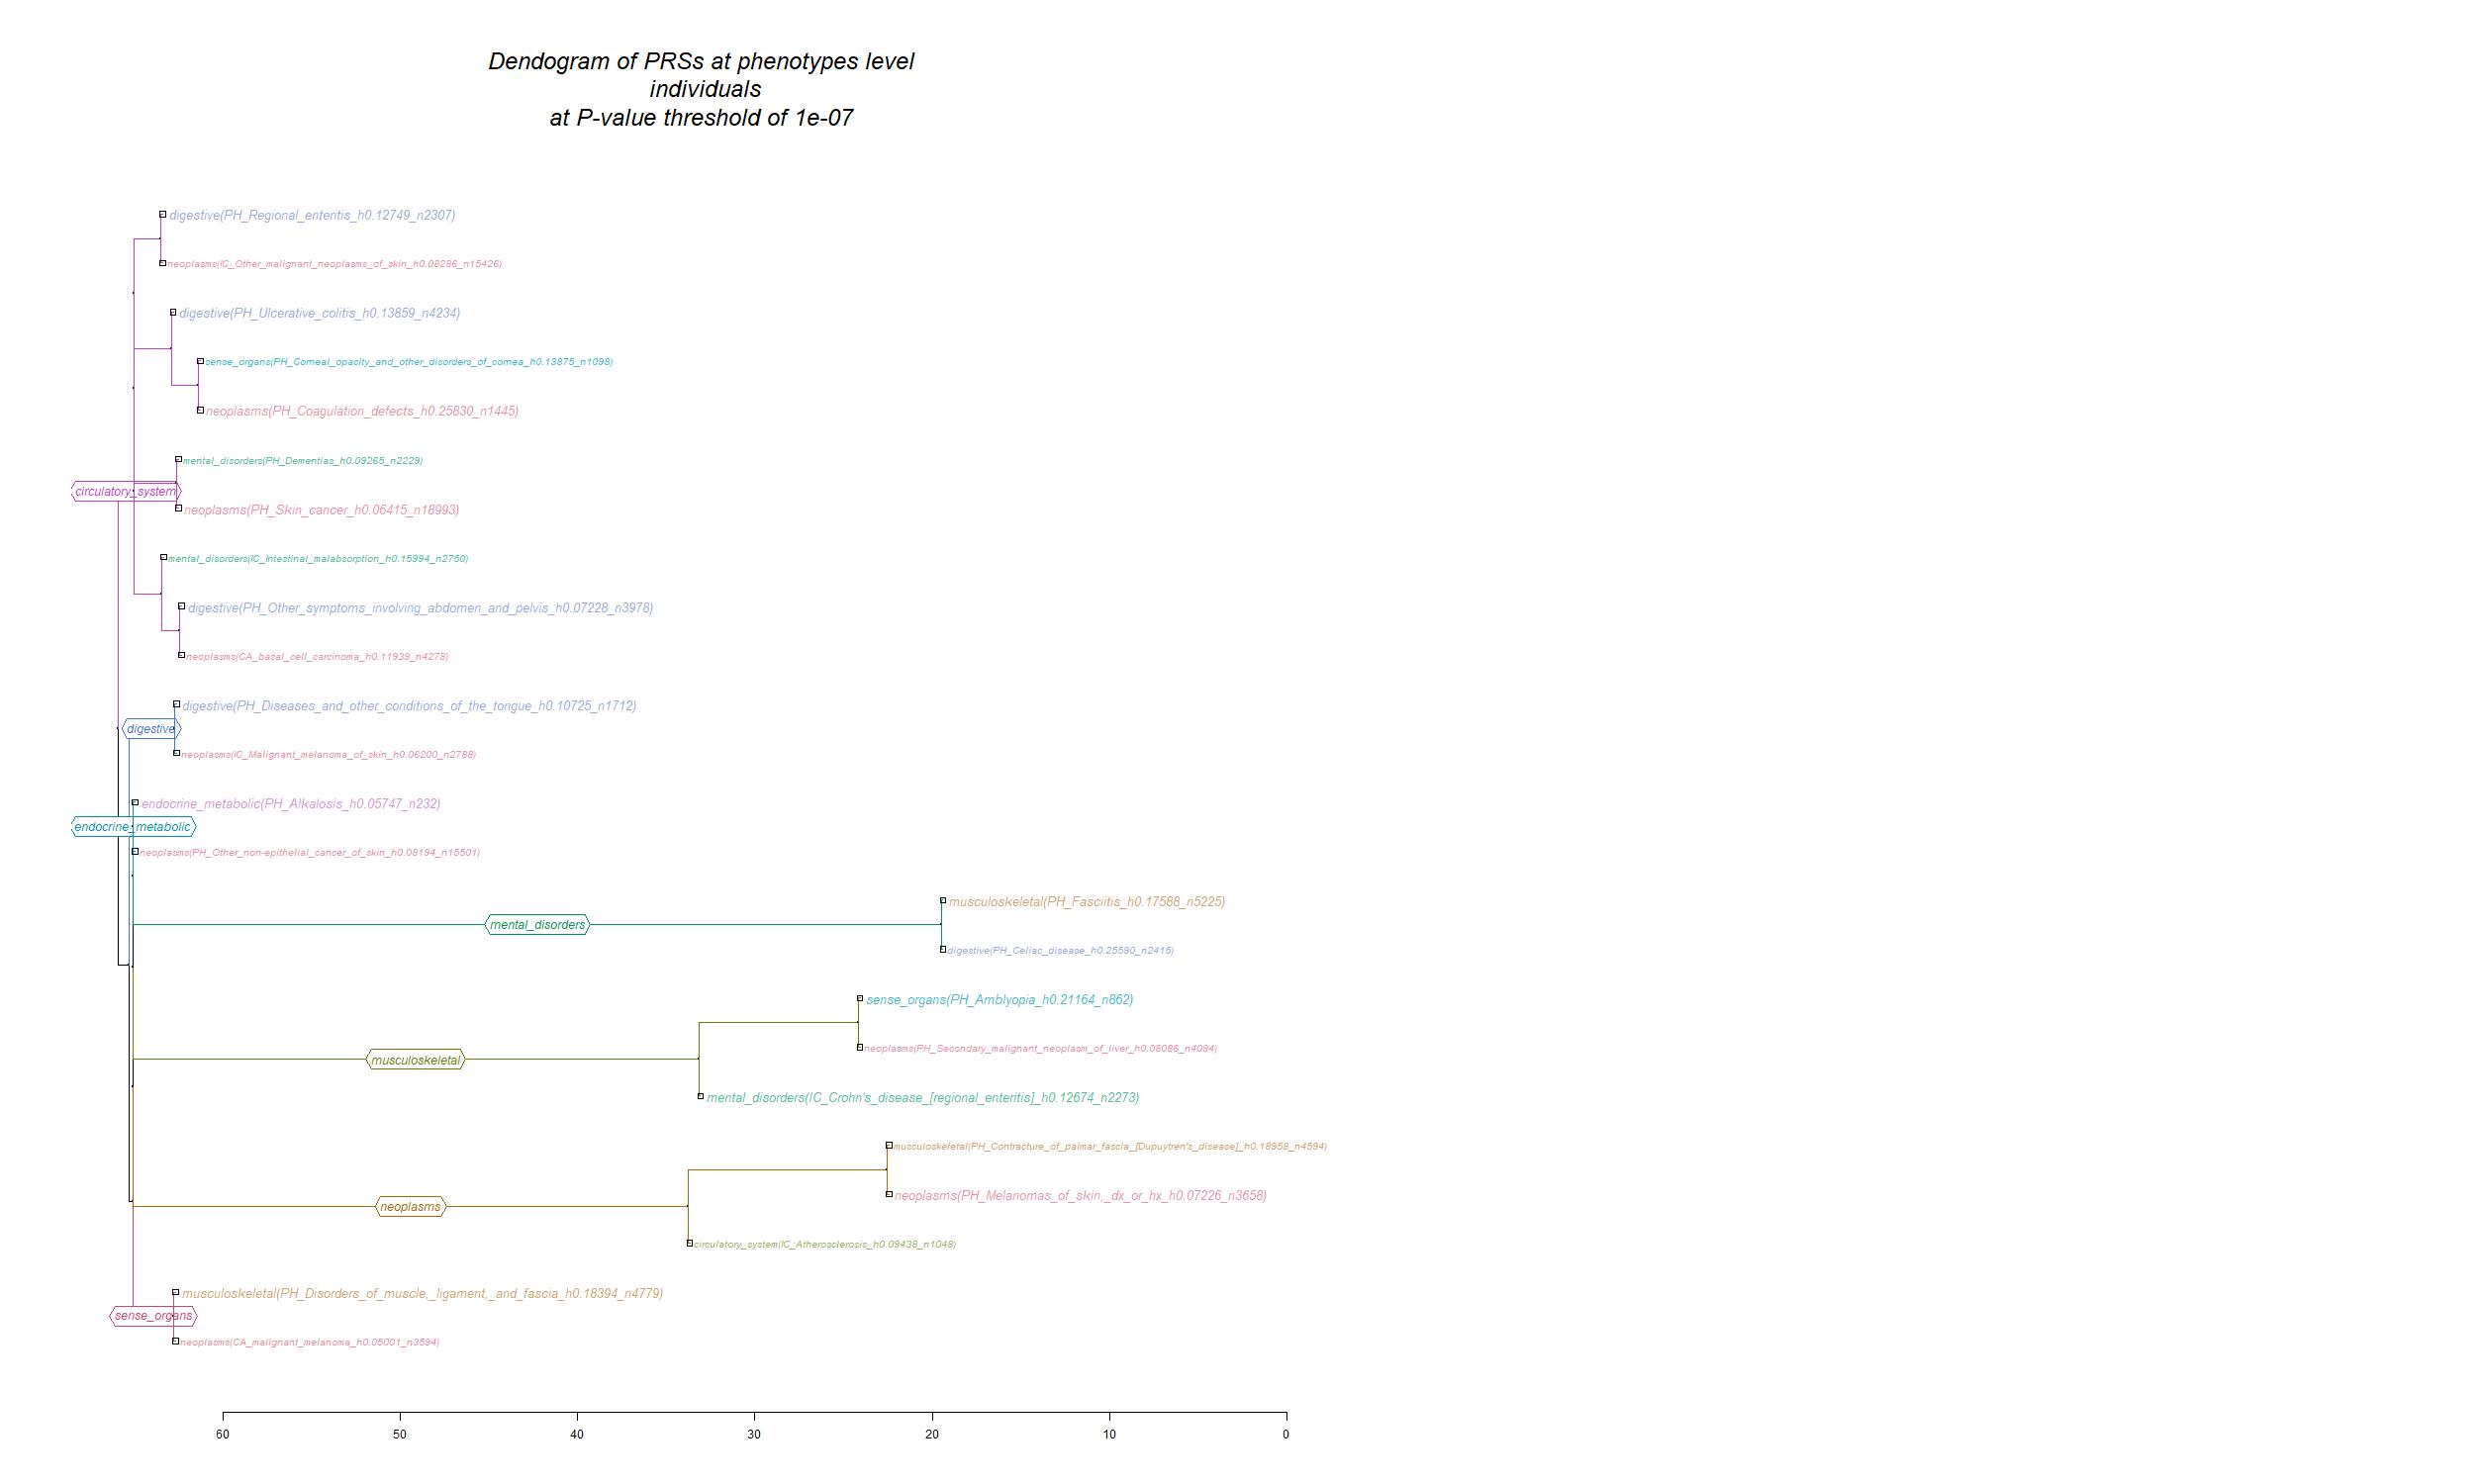 Dendogram of PRSs at phenotypes level
individuals
at P-value threshold of 1e-07
digestive(PH_Regional_enteritis_h0.12749_n2307)
neoplasms(IC_Other_malignant_neoplasms_of_skin_h0.08286_n15426)
digestive(PH_Ulcerative_colitis_h0.13859_n4234)
sense_organs(PH_Corneal_opacity_and_other_disorders_of_cornea_h0.13875_n1098)
neoplasms(PH_Coagulation_defects_h0.25830_n1445)
mental_disorders(PH_Dementias_h0.09265_n2229)
circulatory_system
neoplasms(PH_Skin_cancer_h0.06415_n18993)
mental_disorders(IC_Intestinal_malabsorption_h0.15994_n2750)
digestive(PH_Other_symptoms_involving_abdomen_and_pelvis_h0.07228_n3978)
neoplasms(CA_basal_cell_carcinoma_h0.11939_n4278)
digestive(PH_Diseases_and_other_conditions_of_the_tongue_h0.10725_n1712)
digestive
neoplasms(IC_Malignant_melanoma_of_skin_h0.06200_n2788)
endocrine_metabolic(PH_Alkalosis_h0.05747_n232)
endocrine_metabolic
neoplasms(PH_Other_non-epithelial_cancer_of_skin_h0.08194_n15501)
musculoskeletal(PH_Fasciitis_h0.17588_n5225)
mental_disorders
digestive(PH_Celiac_disease_h0.25590_n2415)
sense_organs(PH_Amblyopia_h0.21164_n862)
neoplasms(PH_Secondary_malignant_neoplasm_of_liver_h0.08086_n4094)
musculoskeletal
mental_disorders(IC_Crohn's_disease_[regional_enteritis]_h0.12674_n2273)
musculoskeletal(PH_Contracture_of_palmar_fascia_[Dupuytren's_disease]_h0.18958_n4594)
neoplasms(PH_Melanomas_of_skin,_dx_or_hx_h0.07226_n3658)
neoplasms
circulatory_system(IC_Atherosclerosis_h0.09438_n1048)
musculoskeletal(PH_Disorders_of_muscle,_ligament,_and_fascia_h0.18394_n4779)
sense_organs
neoplasms(CA_malignant_melanoma_h0.05001_n3594)
60 50 40 30 20 10 0